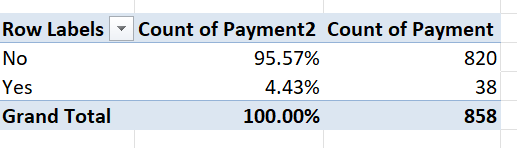 Row Labels Count of Payment2 Count of Payment
No 95.57% 820
Yes 4.43% 38
Grand Total 100.00% 858